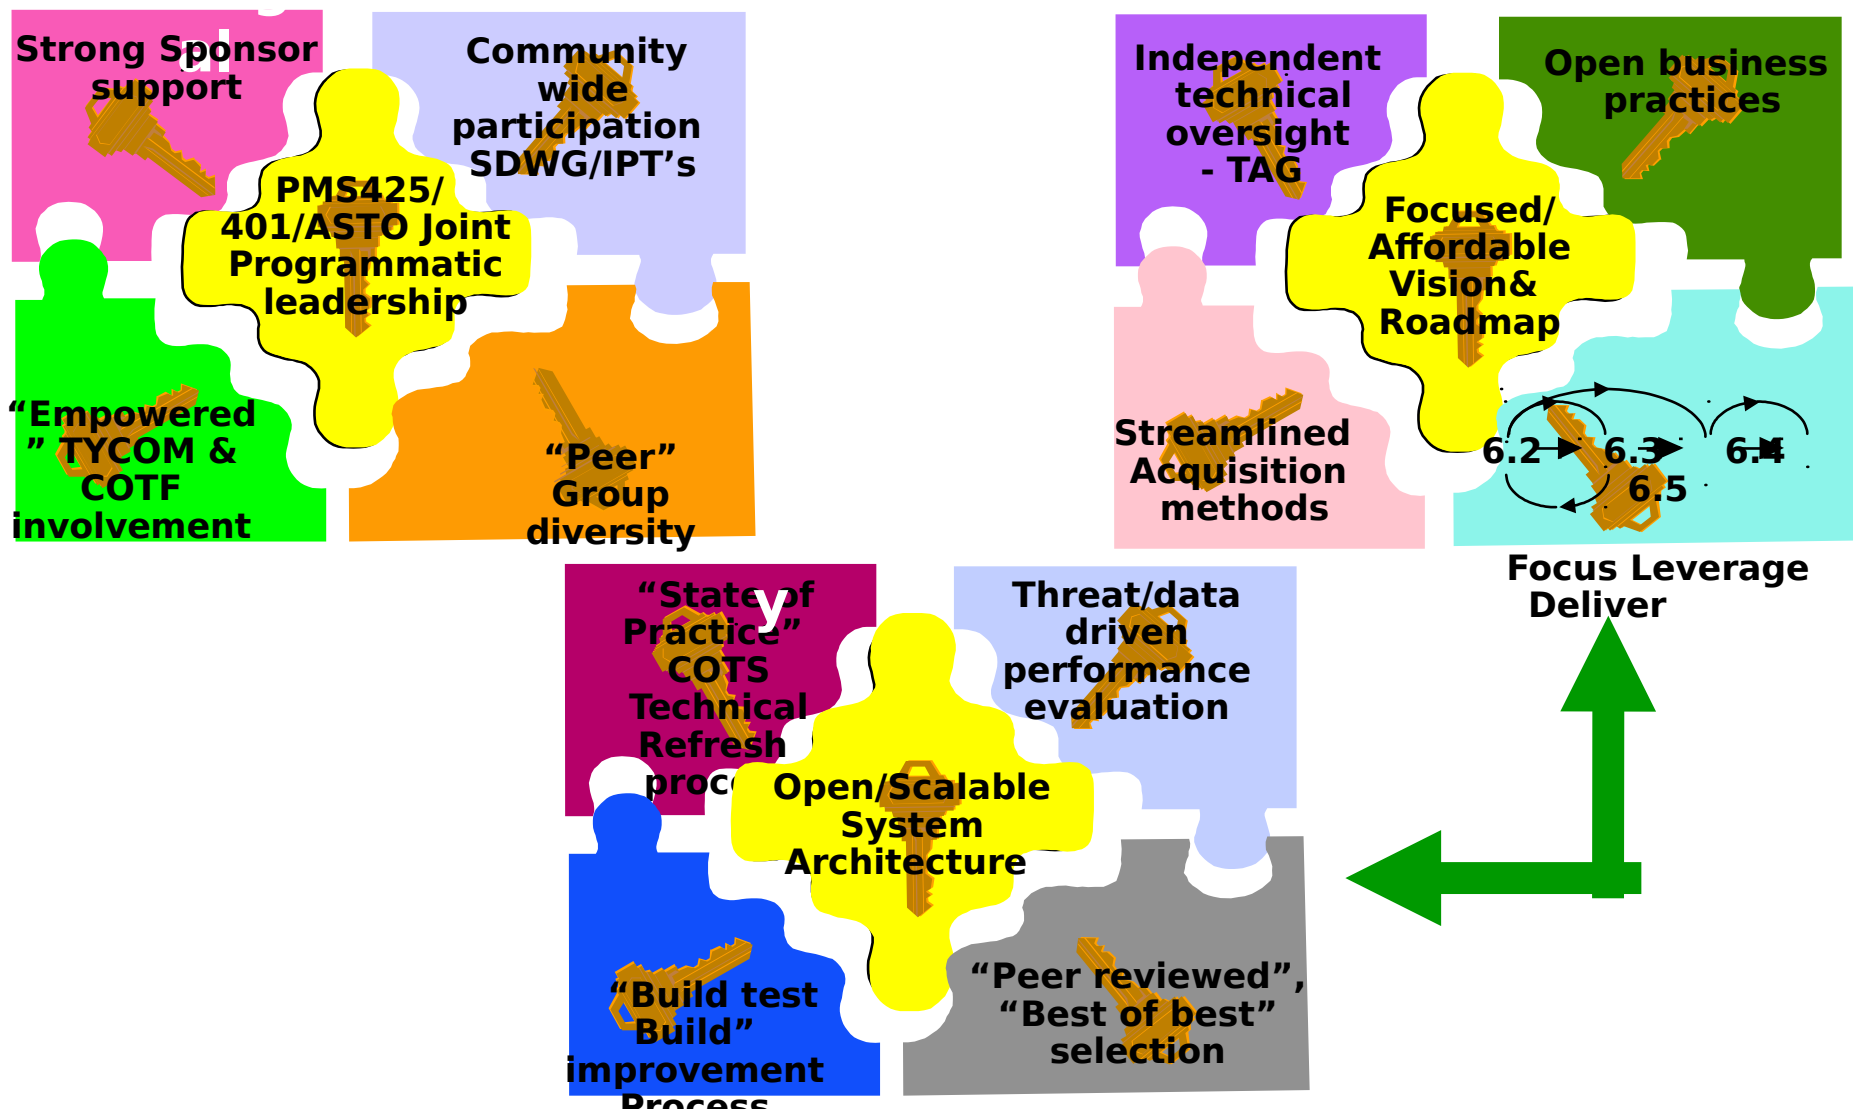 al
Strong Sponsor
support
Community
wide
participation
SDWG/IPT’s
PMS425/
401/ASTO Joint
Programmatic
leadership
“Empowered
” TYCOM &
COTF
involvement
“Peer”
Group
diversity
Independent
technical
oversight
- TAG
Open business
practices
Focused/
Affordable
Vision&
Roadmap
Streamlined
Acquisition
methods
6.2 6.3 6.4
6.5
Focus Leverage
Deliver
y
“State of
Practice”
COTS
Technical
Refresh
Threat/data
driven
performance
evaluation
Open/Scalable
System
Architecture
“Build test
Build”
improvement
Process
“Peer reviewed”,
“Best of best”
selection